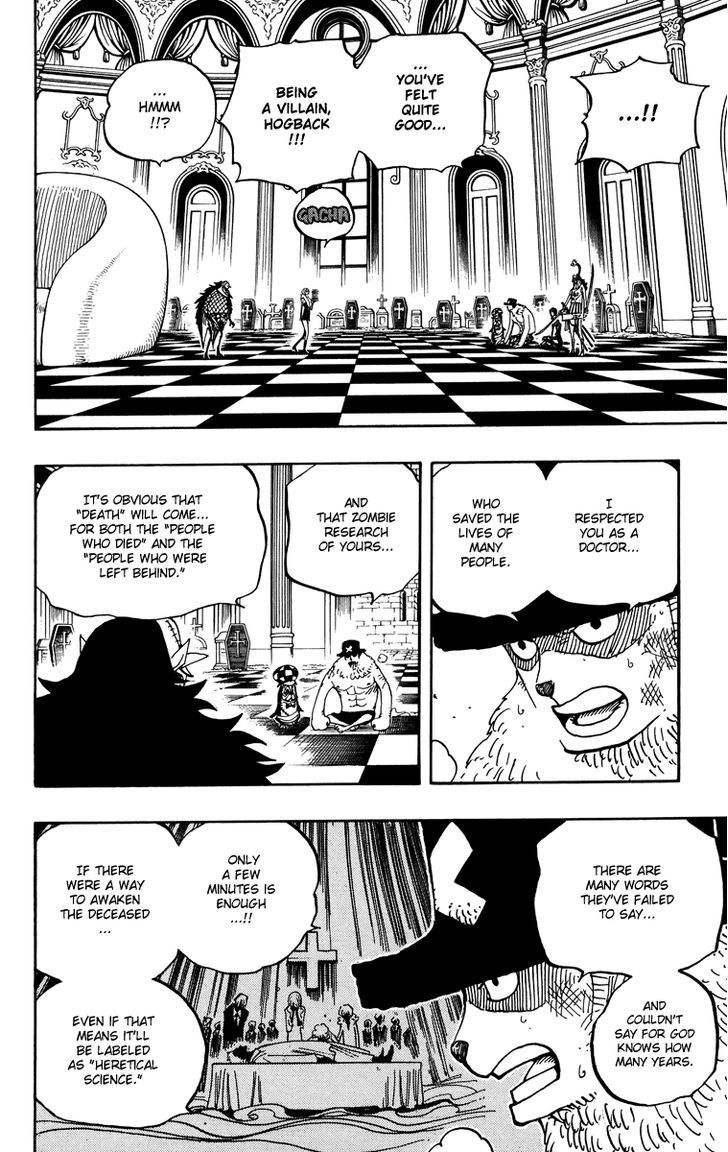 ...!!
...
YOU'VE
FELT
QUITE
GOOD...
BEING
A VILLAIN,
HOGBACK
!!!
...
HMMM
!!?
GACHA
I
RESPECTED
YOU AS A
DOCTOR...
WHO
SAVED THE
LIVES OF
MANY
PEOPLE.
AND
THAT ZOMBIE
RESEARCH
OF YOURS...
IT'S OBVIOUS THAT
"DEATH" WILL COME...
FOR BOTH THE "PEOPLE
WHO DIED" AND THE
"PEOPLE WHO WERE
LEFT BEHIND."
THERE ARE
MANY WORDS
THEY'VE FAILED
TO SAY...
AND
COULDN'T
SAY FOR GOD
KNOWS HOW
MANY YEARS.
ONLY
A FEW
MINUTES IS
ENOUGH
...!!
IF THERE
WERE A WAY
TO AWAKEN
THE DECEASED
...
EVEN IF THAT
MEANS IT'LL
BE LABELED
AS "HERETICAL
SCIENCE."